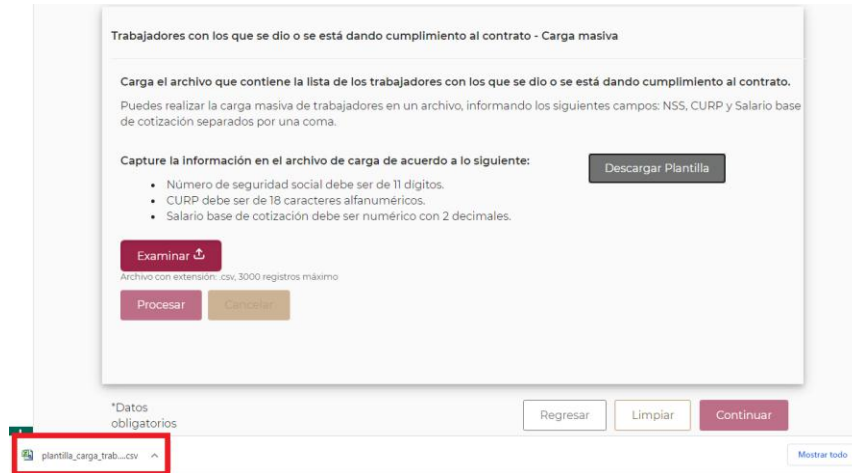 Trabajadores con los que se dio o se está dando cumplimiento al contrato - Carga masiva
Carga el archivo que contiene la lista de los trabajadores con los que se dio o se está dando cumplimiento al contrato.
Puedes realizar la carga masiva de trabajadores en un archivo, informando los siguientes campos: NSS, CURP y Salario base
de cotización separados por una coma.
Capture la información en el archivo de carga de acuerdo a lo siguiente:
Descargar Plantilla
• Número de seguridad social debe ser de 11 dígitos.
• CURP debe ser de 18 caracteres alfanuméricos.
• Salario base de cotización debe ser numérico con 2 decimales.
Examinar
Archivo con extensión: .csv, 3000 registros máximo
Procesar Cancelar
*Datos
obligatorios
Regresar Limpiar Continuar
plantilla_carga_trab....csv
Mostrar todo